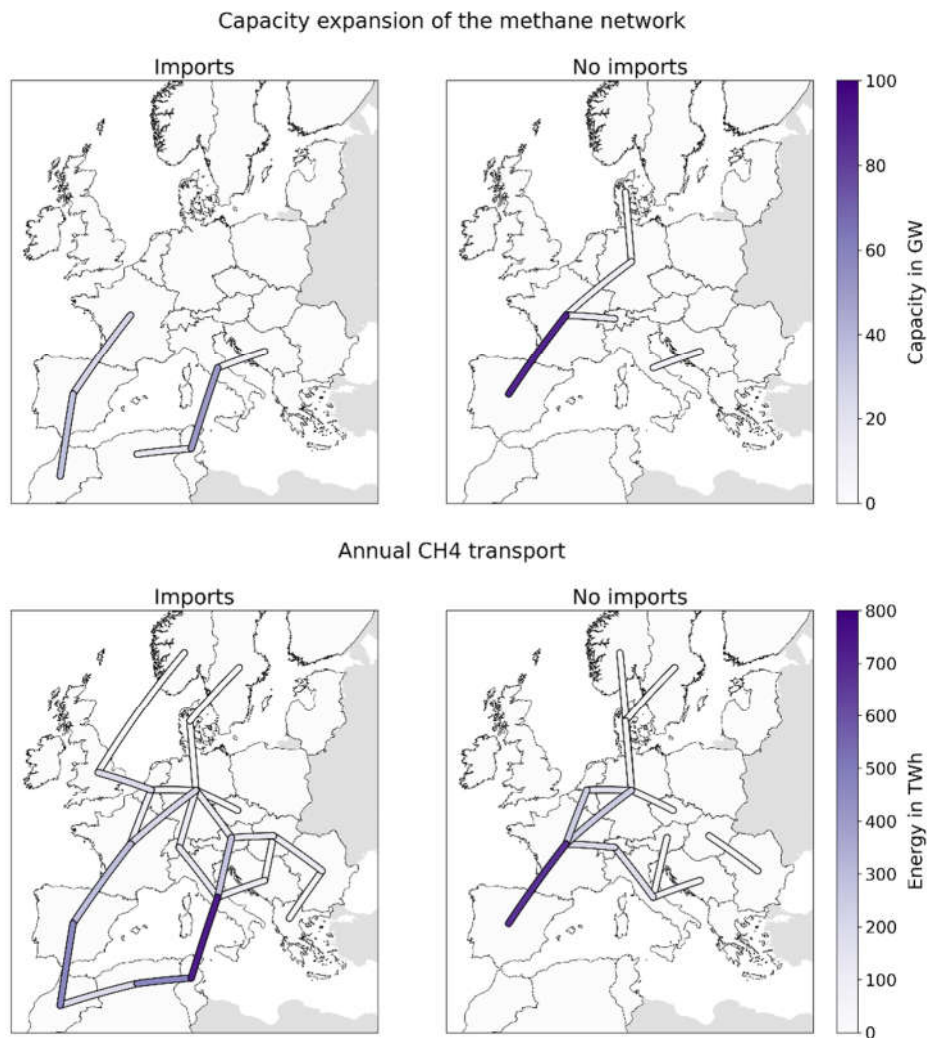 Capacity expansion of the methane network
Imports
No imports
100
80
60
40
20
0
Capacity in GW
Annual CH4 transport
Imports
No imports
800
700
600
500
400
300
200
100
0
Energy in TWh